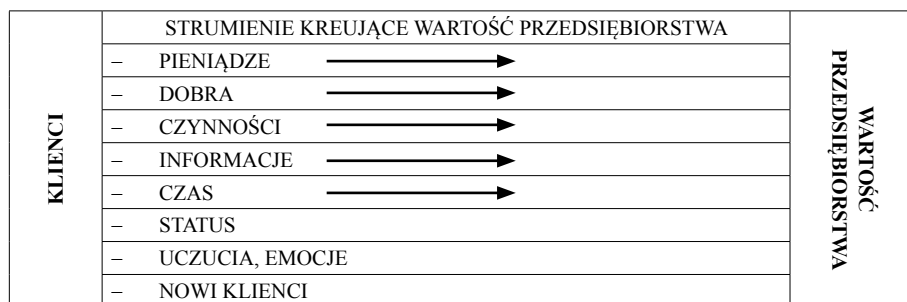 STRUMIENIE KREUJĄCE WARTOŚĆ PRZEDSIĘBIORSTWA
KLIENCI
– PIENIĄDZE
– DOBRA
– CZYNNOŚCI
– INFORMACJE
– CZAS
– STATUS
– UCZUCIA, EMOCJE
– NOWI KLIENCI
WARTOŚĆ
PRZEDSIĘBIORSTWA